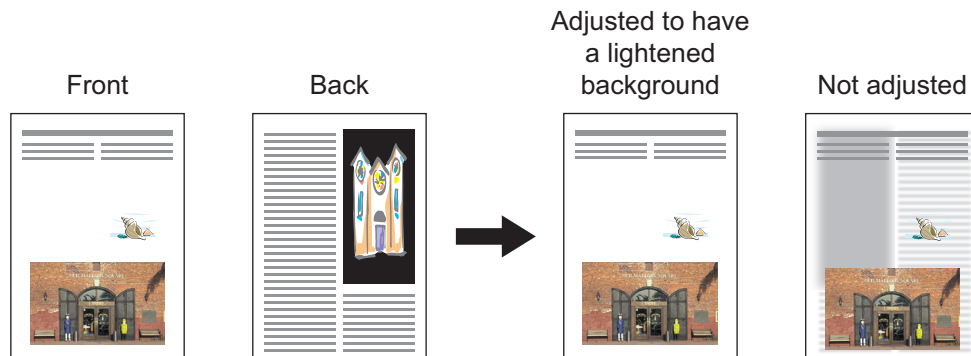 Front
Back
Adjusted to have
a lightened
background
Not adjusted